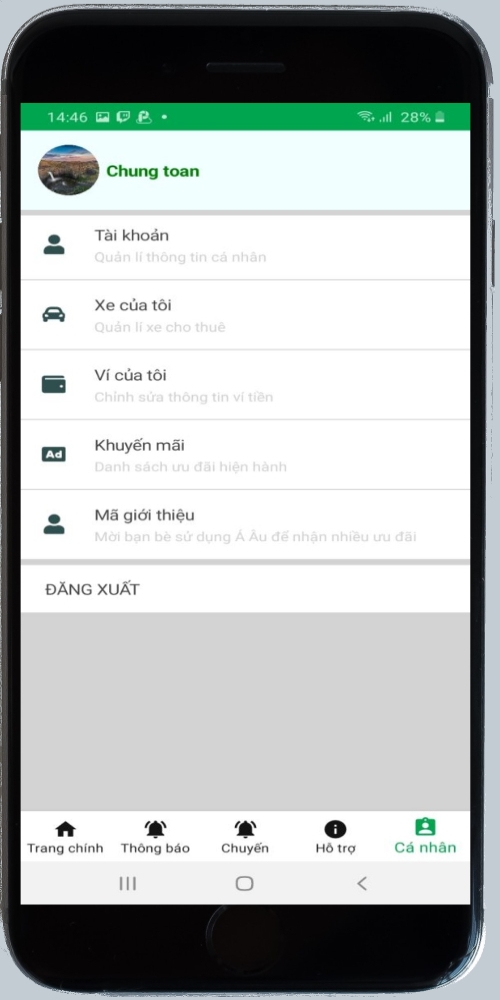 14:46 28%
Chung toan
Tài khoản
Quản lí thông tin cá nhân
Xe của tôi
Quản lí xe cho thuê
Ví của tôi
Chỉnh sửa thông tin ví tiền
Ad
Khuyến mãi
Danh sách ưu đãi hiện hành
Mã giới thiệu
Mời bạn bè sử dụng Á Âu để nhận nhiều ưu đãi
ĐĂNG XUẤT
Trang chính Thông báo Chuyến Hỗ trợ Cá nhân